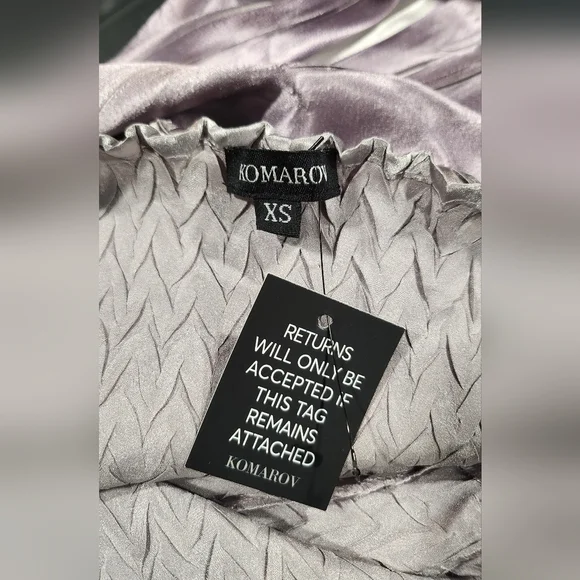 KOMAROV
XS
RETURNS
WILL ONLY BE
ACCEPTED IF
THIS TAG
REMAINS
ATTACHED
KOMAROV